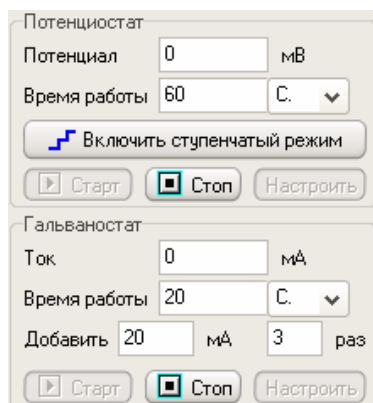 Потенциостат
Потенциал 0 мВ
Время работы 60 С.
Включить ступенчатый режим
Старт Стоп Настроить
Гальваностат
Ток 0 мА
Время работы 20 С.
Добавить 20 мА 3 раз
Старт Стоп Настроить